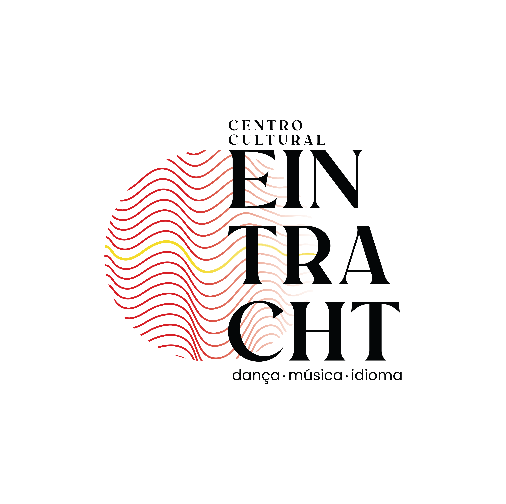 CENTRO
CULTURAL
EIN
TRA
CHT
dança·música·idioma